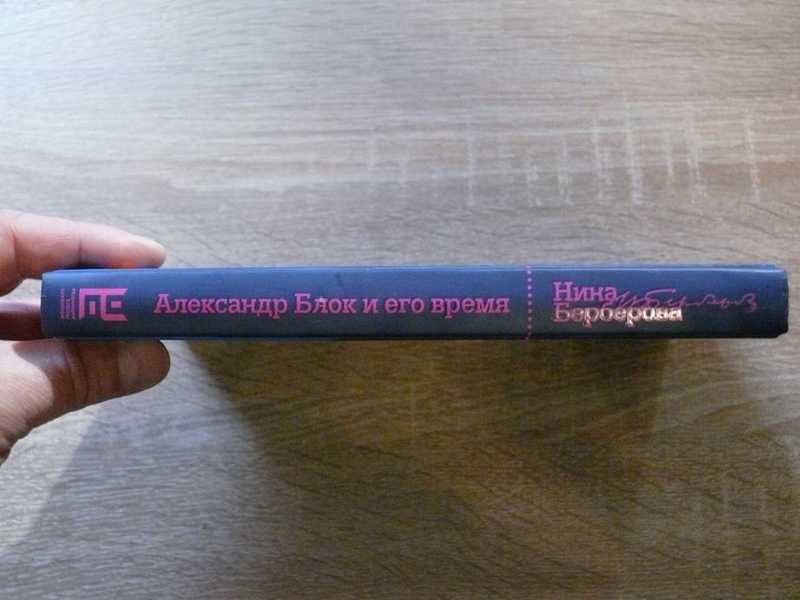 Александр Блок и его время
Нина
Берберова